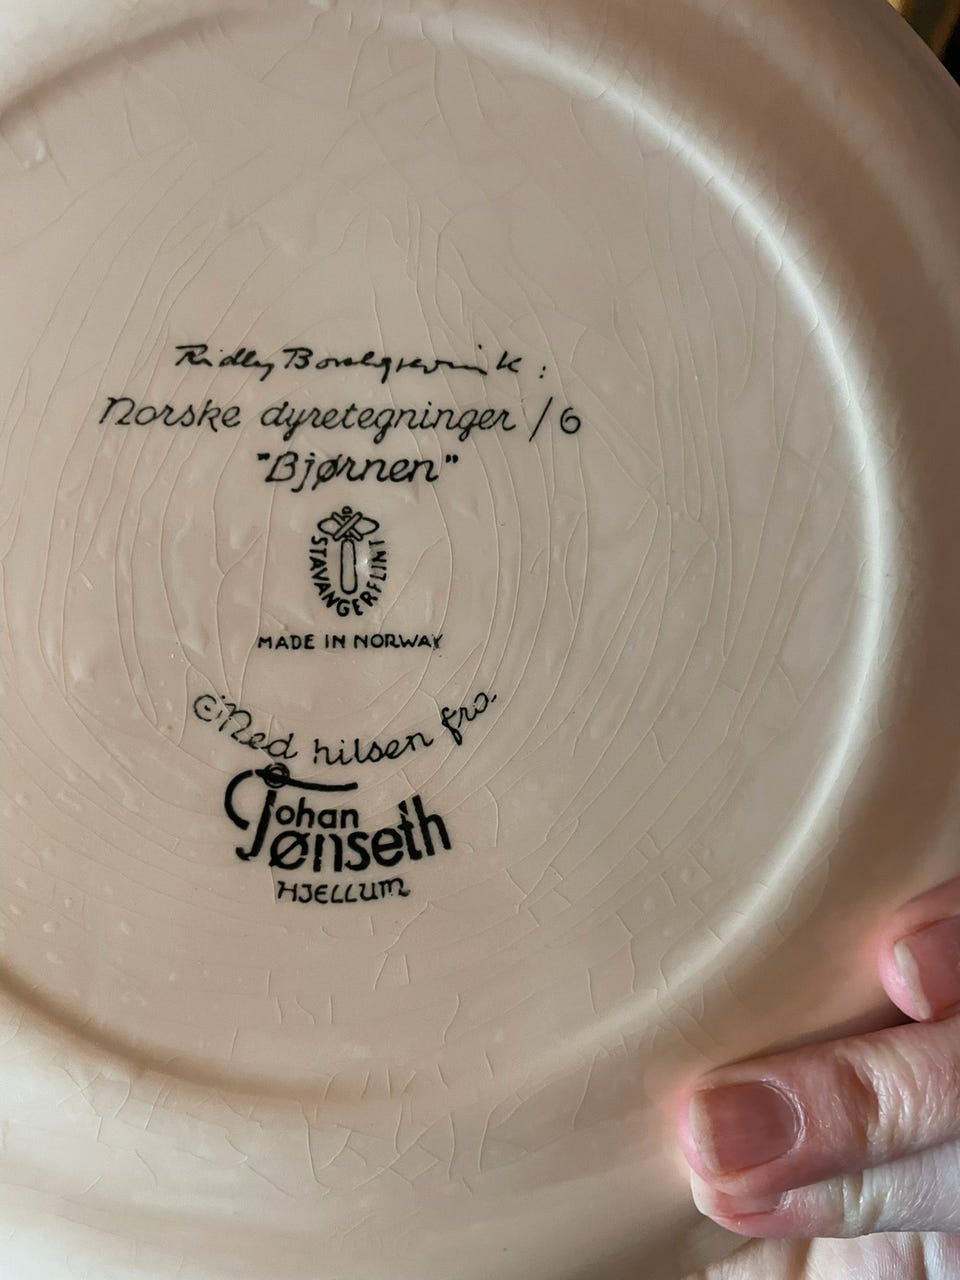 Ridley Borchgrevink :
Norske dyretegninger / 6
"Bjørnen"
STAVANGERFLINT
MADE IN NORWAY
Med hilsen fra
Johan
Jønseth
HJELLUM